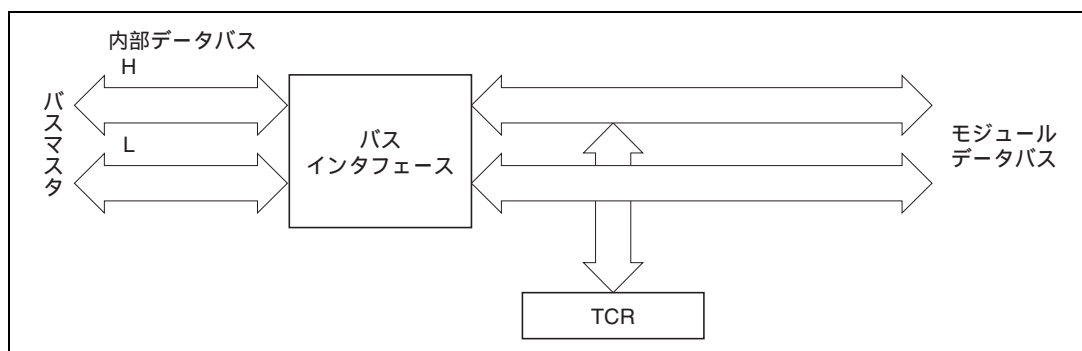 内部データバス
H
バスマスタ
L
バス
インタフェース
モジュール
データバス
TCR